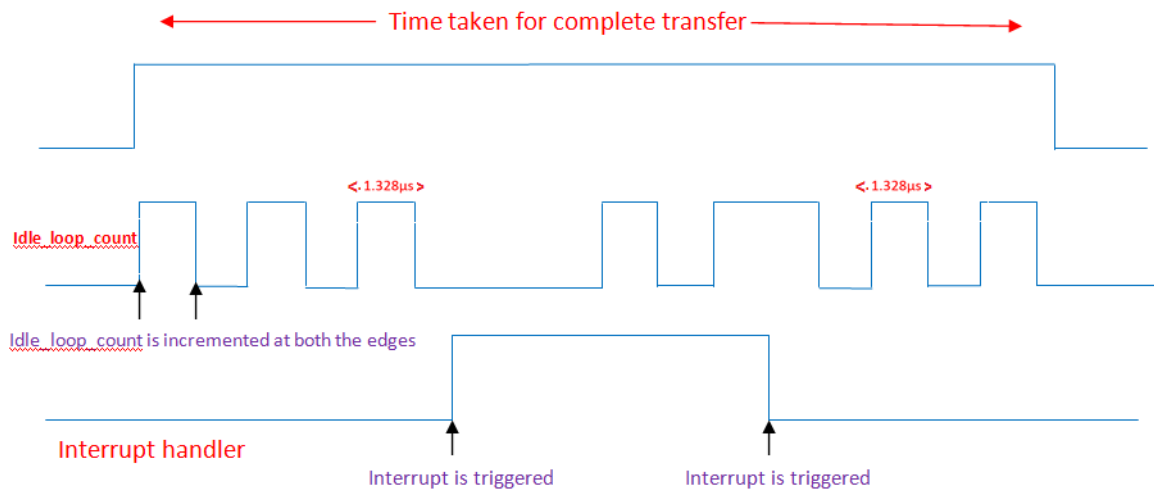 Time taken for complete transfer
<.1.328µs>
<.1.328µs>
Idle_loop_count
Idle_loop_count is incremented at both the edges
Interrupt handler
Interrupt is triggered
Interrupt is triggered